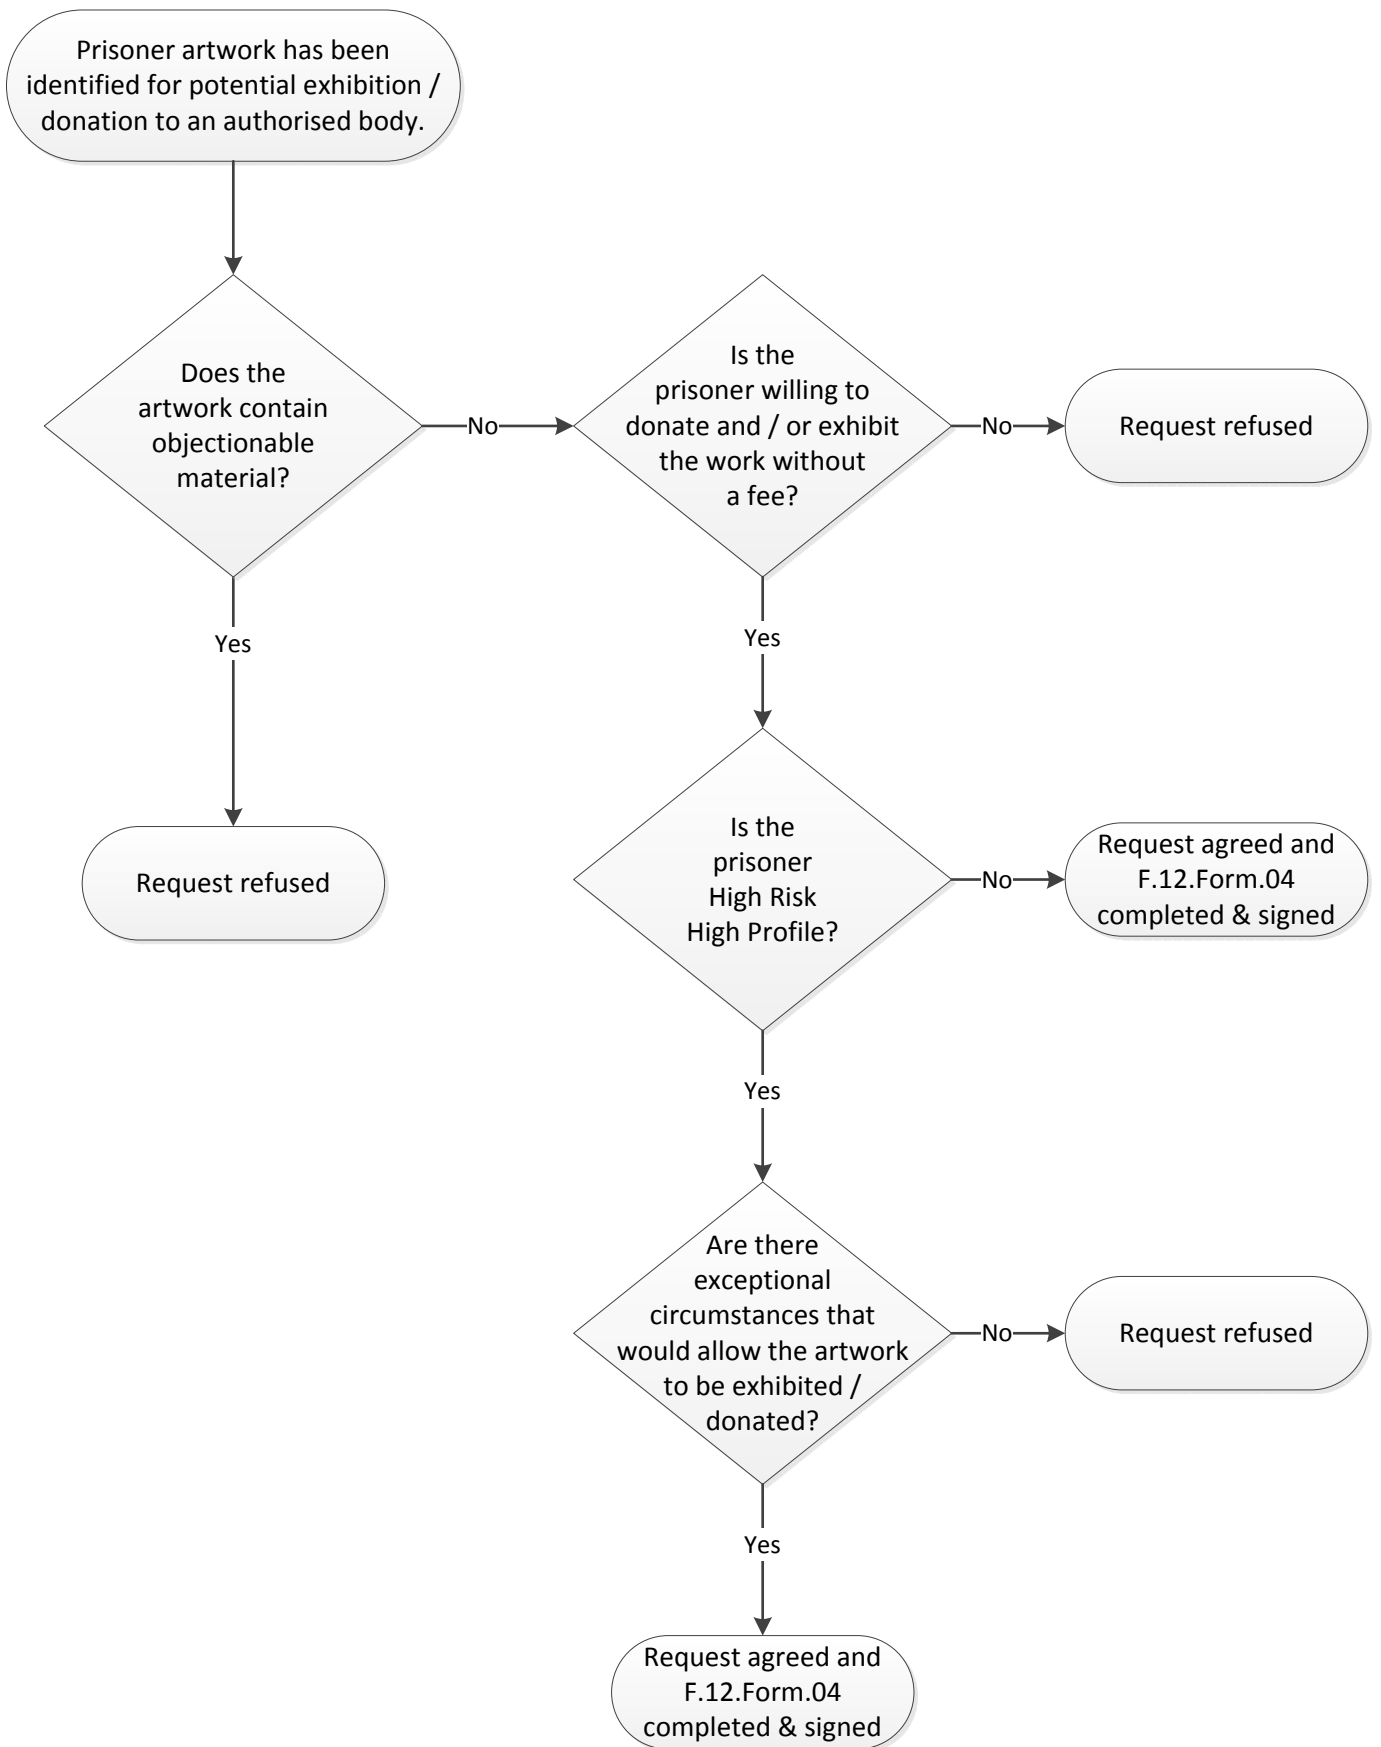 Prisoner artwork has been
identified for potential exhibition /
donation to an authorised body.
Does the
artwork contain
objectionable
material?
No
Is the
prisoner willing to
donate and / or exhibit
the work without
a fee?
No
Request refused
Yes
Request refused
Yes
Is the
prisoner
High Risk
High Profile?
No
Request agreed and
F.12.Form.04
completed & signed
Yes
Are there
exceptional
circumstances that
would allow the artwork
to be exhibited /
donated?
No
Request refused
Yes
Request agreed and
F.12.Form.04
completed & signed